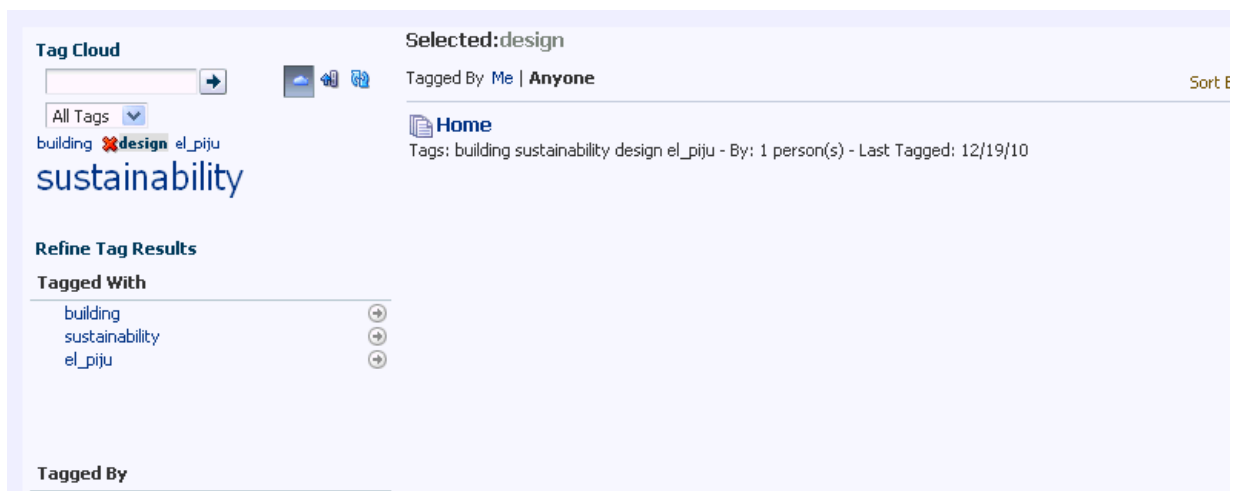 Tag Cloud
All Tags
building design el_piju
sustainability
Refine Tag Results
Tagged With
building
sustainability
el_piju
Tagged By
Selected:design
Tagged By Me | Anyone
Sort
Home
Tags: building sustainability design el_piju - By: 1 person(s) - Last Tagged: 12/19/10